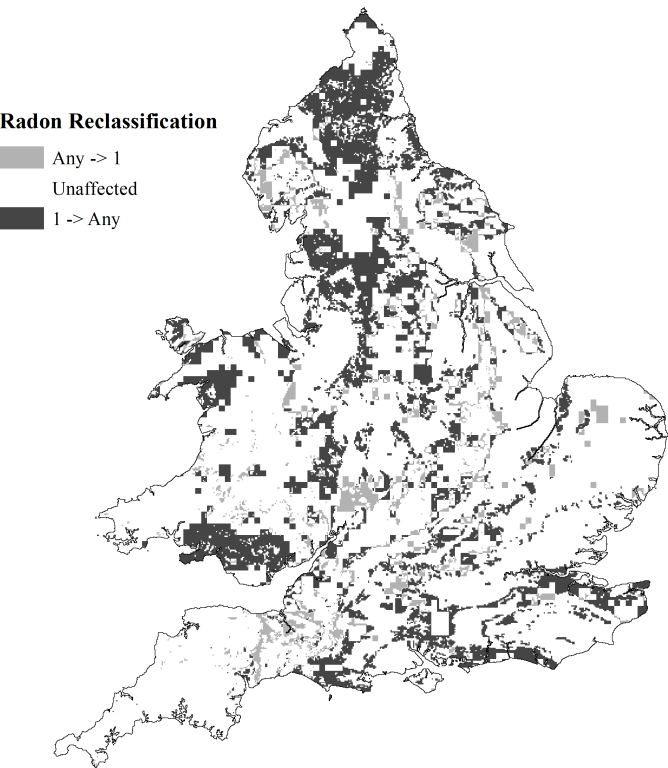 Radon Reclassification
Any -> 1
Unaffected
1 -> Any